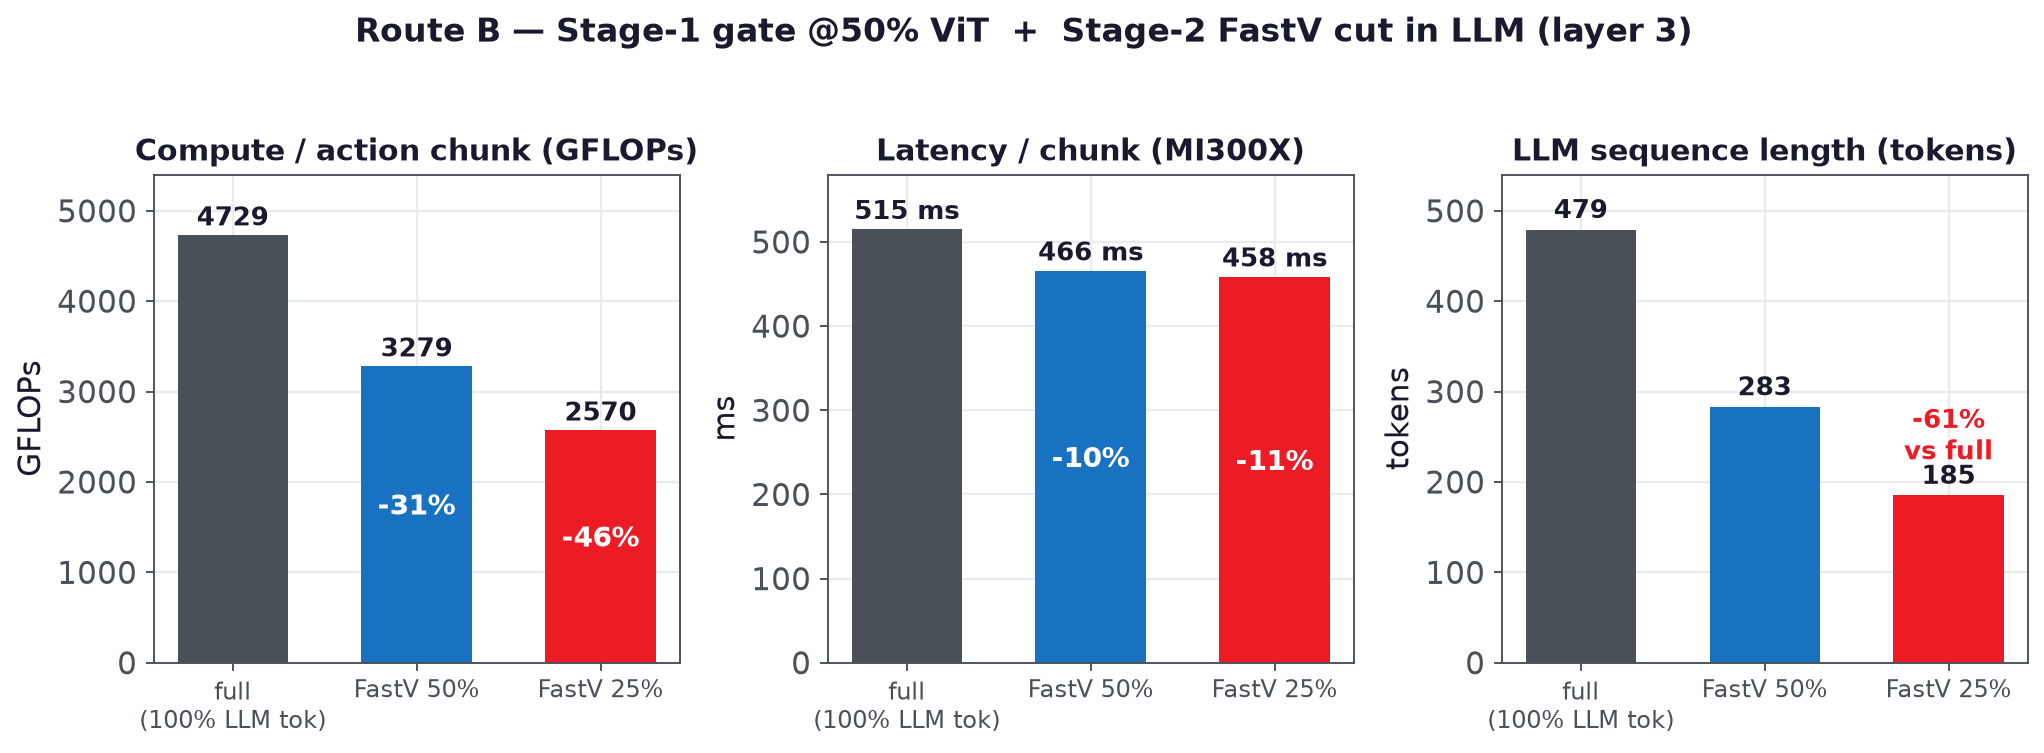 Route B — Stage-1 gate @50% ViT + Stage-2 FastV cut in LLM (layer 3)
Compute / action chunk (GFLOPs)
GFLOPs
5000
4000
3000
2000
1000
0
4729
3279
2570
-31%
-46%
full
(100% LLM tok)
FastV 50%
FastV 25%
Latency / chunk (MI300X)
ms
500
400
300
200
100
0
515 ms
466 ms
458 ms
-10%
-11%
full
(100% LLM tok)
FastV 50%
FastV 25%
LLM sequence length (tokens)
tokens
500
400
300
200
100
0
479
283
-61%
vs full
185
full
(100% LLM tok)
FastV 50%
FastV 25%